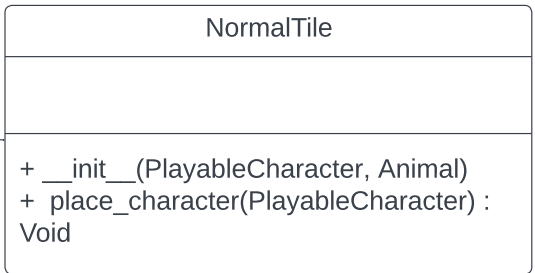 NormalTile
+ __init__(PlayableCharacter, Animal)
+ place_character(PlayableCharacter) :
Void